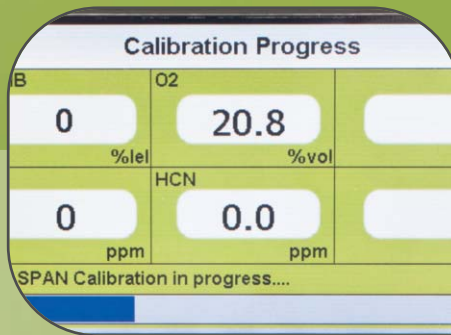 Calibration Progress
O2
0 20.8
%lel %vol
HCN
0 0.0
ppm ppm
SPAN Calibration in progress....